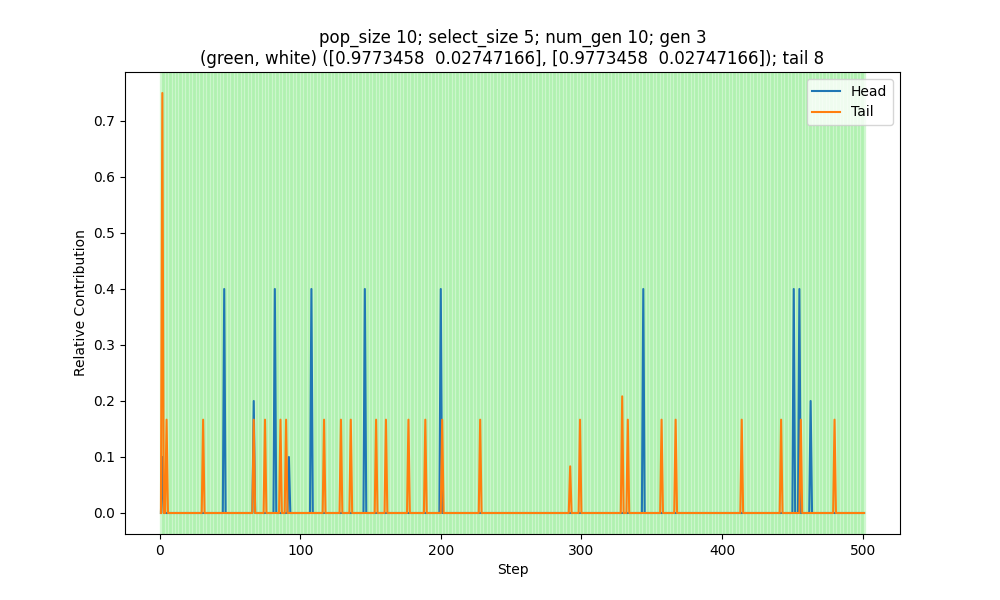 pop_size 10; select_size 5; num_gen 10; gen 3
(green, white) ([0.9773458  0.02747166], [0.9773458  0.02747166]); tail 8
Head
Tail
0.7
0.6
0.5
0.4
0.3
0.2
0.1
0.0
Relative Contribution
0 100 200 300 400 500
Step